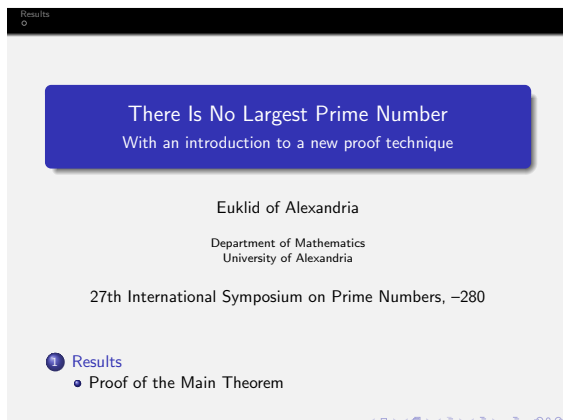 Results
There Is No Largest Prime Number
With an introduction to a new proof technique
Euklid of Alexandria
Department of Mathematics
University of Alexandria
27th International Symposium on Prime Numbers, –280
1 Results
Proof of the Main Theorem